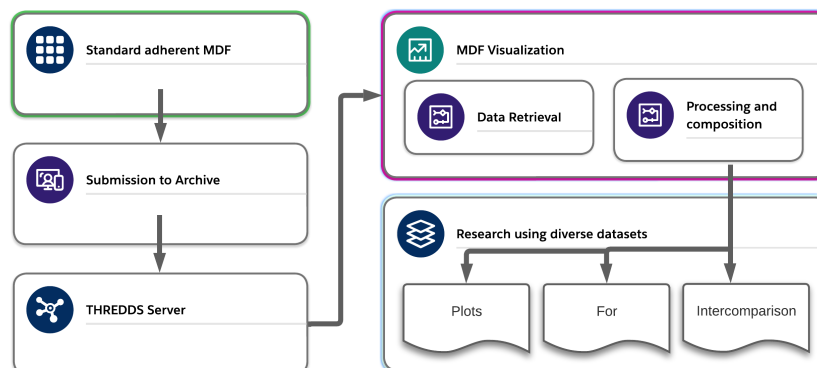 Standard adherent MDF
Submission to Archive
THREDDS Server
MDF Visualization
Data Retrieval
Processing and
composition
Research using diverse datasets
Plots
For
Intercomparison